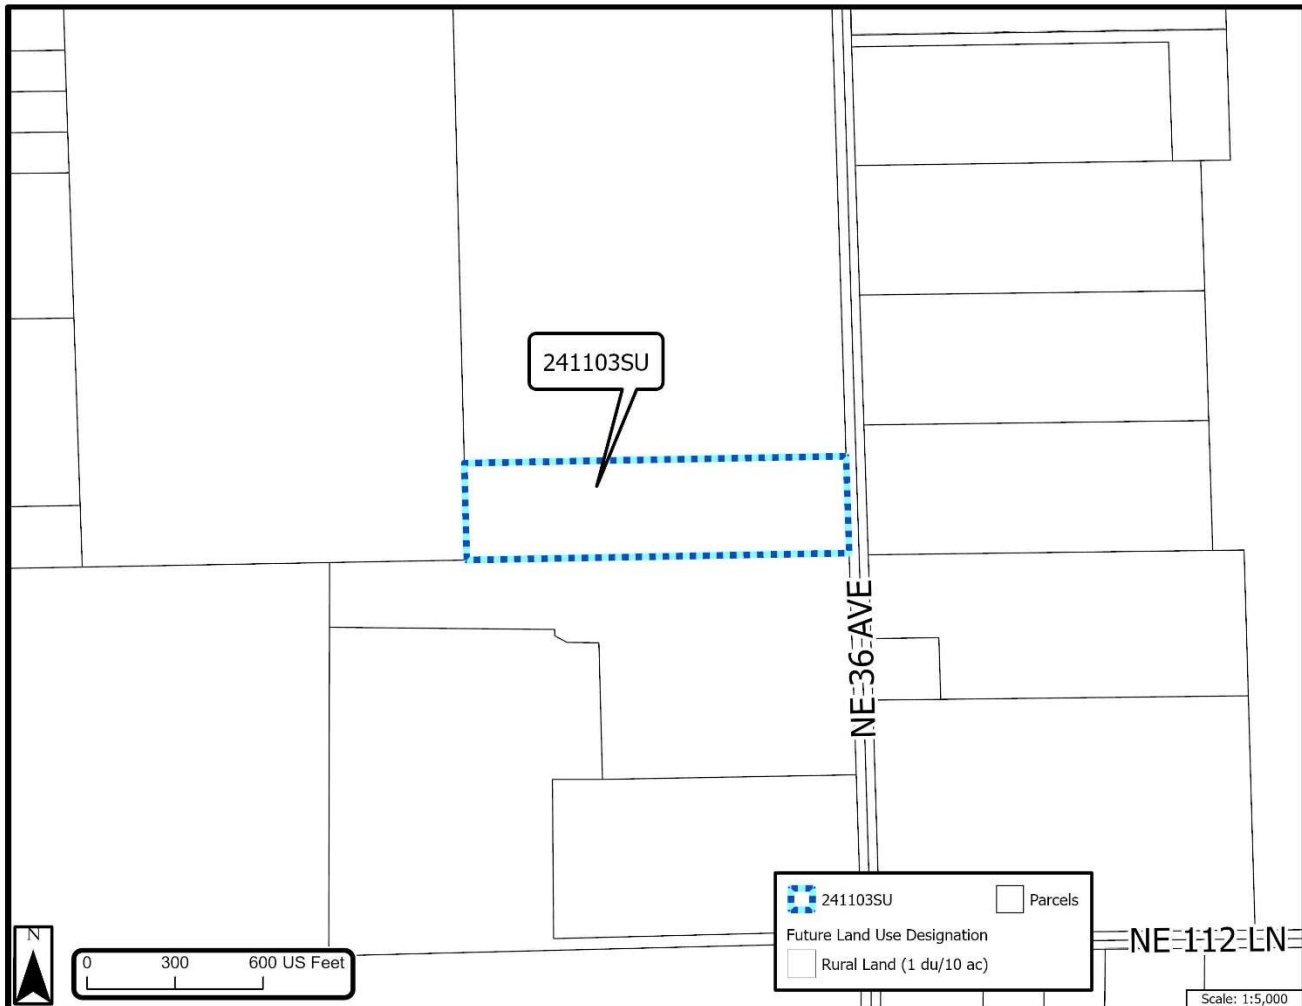 241103SU
NE 36 AVE
241103SU
Parcels
Future Land Use Designation
Rural Land (1 du/10 ac)
NE 112 LN
N
0 300 600 US Feet
Scale: 1:5,000